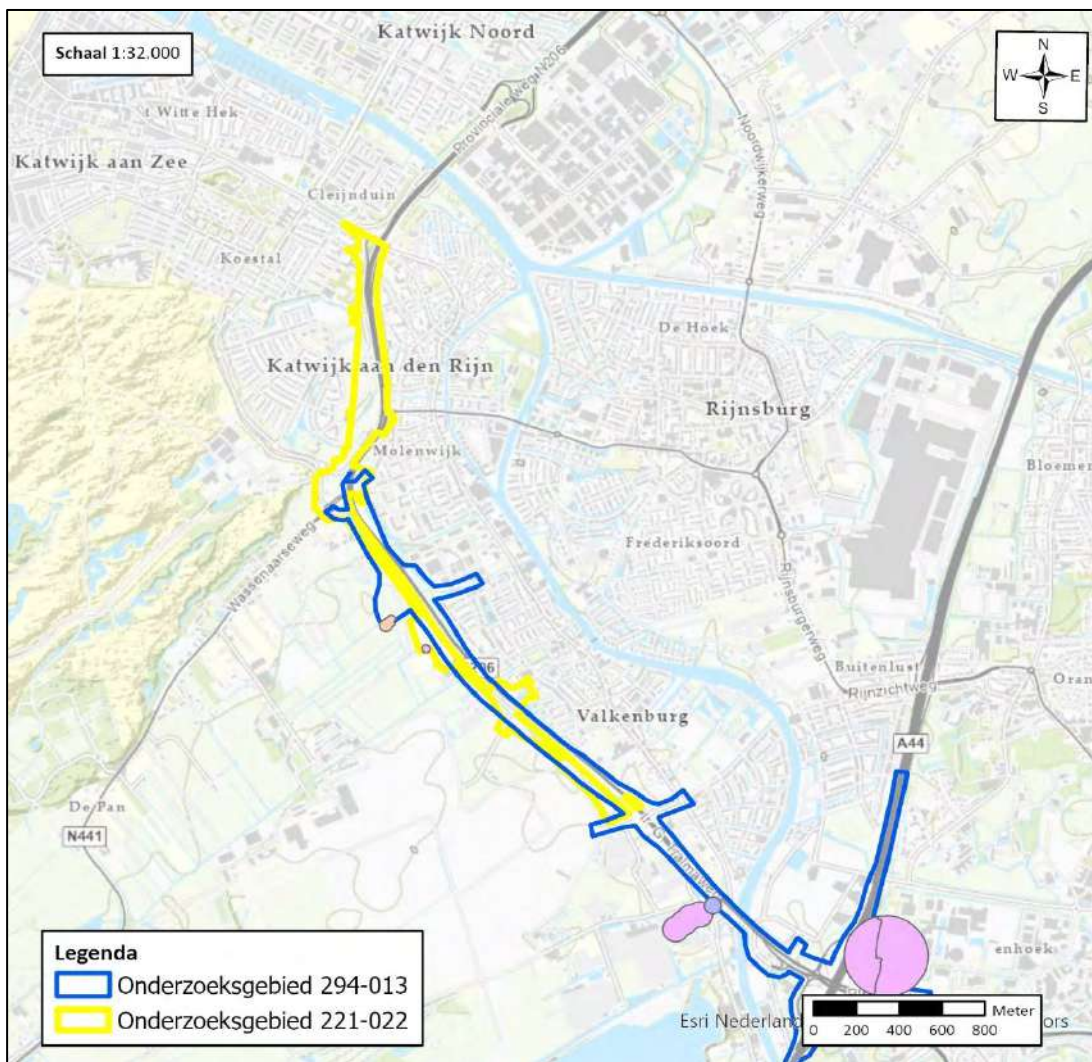 Schaal 1:32.000
Katwijk Noord
N
W E
S
Provincialeweg N206
't Witte Hek
Noordwijkerweg
Katwijk aan Zee
Cleijnduin
Koestal
De Hoek
Katwijk aan den Rijn
Rijnsburg
Molenwijk
Bloemen
Wassenaarseweg
Frederiksoord
Rijnsburgerweg
Buitenlust
Oran
Rijnzichtweg
Valkenburg
A44
De Pan
N441
enhoek
Legenda
Onderzoeksgebied 294-013
Onderzoeksgebied 221-022
Meter
0 200 400 600 800
Esri Nederland
ors